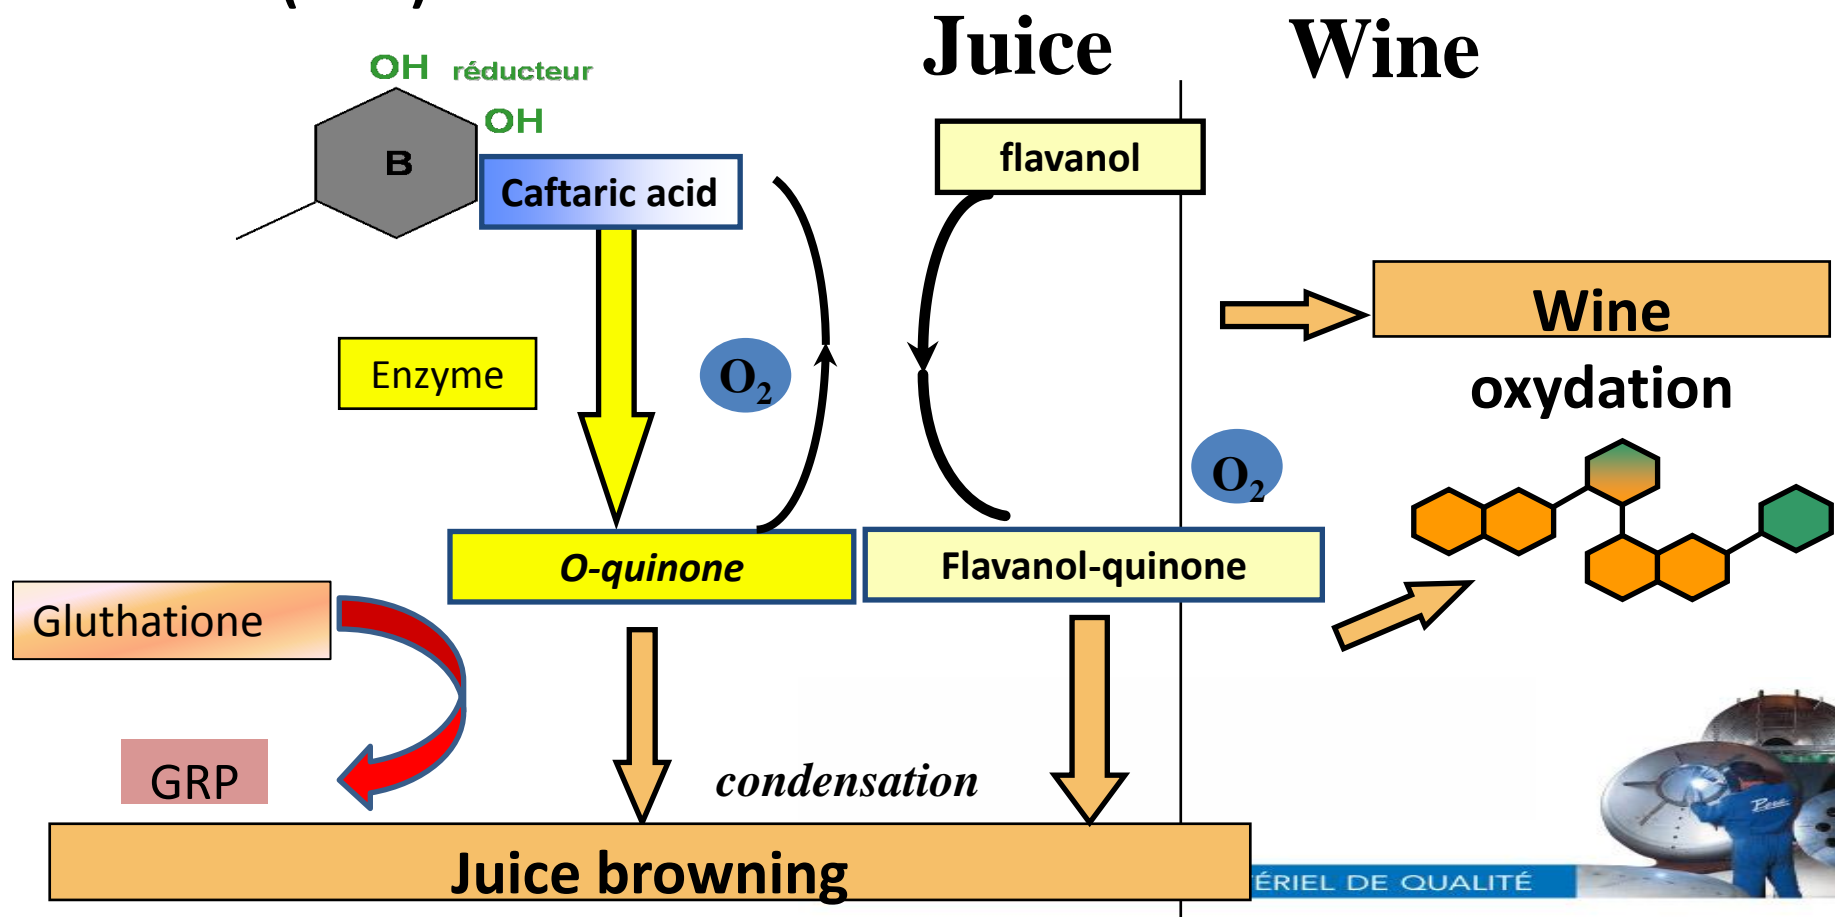 Juice Wine
OH réducteur
OH
B
flavanol
Caftaric acid
Wine
oxydation
Enzyme
O2
O2
O-quinone
Flavanol-quinone
Gluthatione
GRP
condensation
Juice browning
ÉRIEL DE QUALITÉ